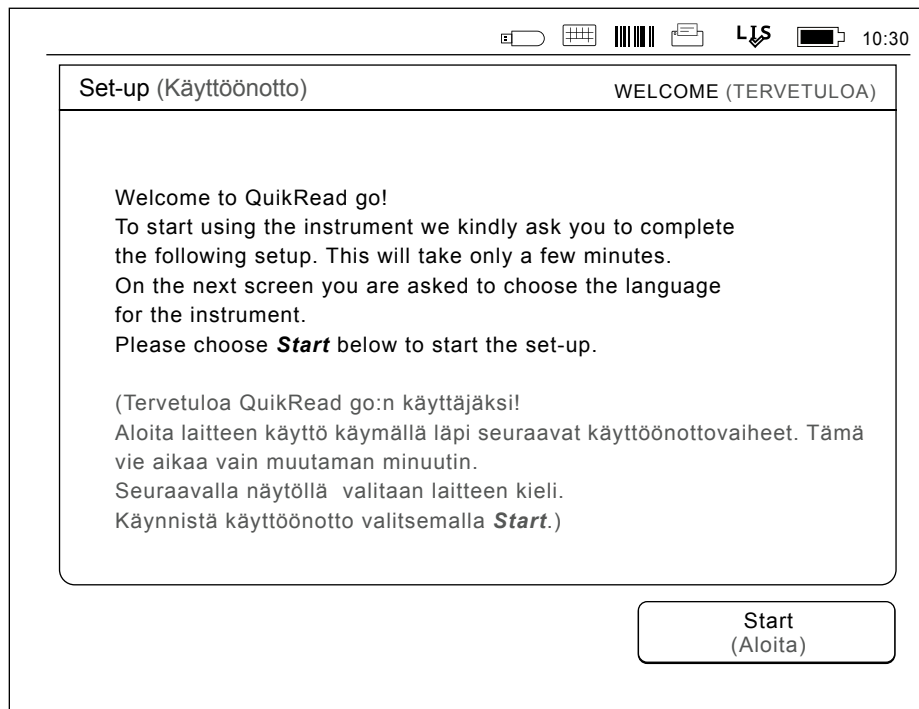 LIS 10:30
Set-up (Käyttöönotto) WELCOME (TERVETULOA)
Welcome to QuikRead go!
To start using the instrument we kindly ask you to complete
the following setup. This will take only a few minutes.
On the next screen you are asked to choose the language
for the instrument.
Please choose Start below to start the set-up.
(Tervetuloa QuikRead go:n käyttäjäksi!
Aloita laitteen käyttö käymällä läpi seuraavat käyttöönottovaiheet. Tämä
vie aikaa vain muutaman minuutin.
Seuraavalla näytöllä valitaan laitteen kieli.
Käynnistä käyttöönotto valitsemalla Start.)
Start
(Aloita)